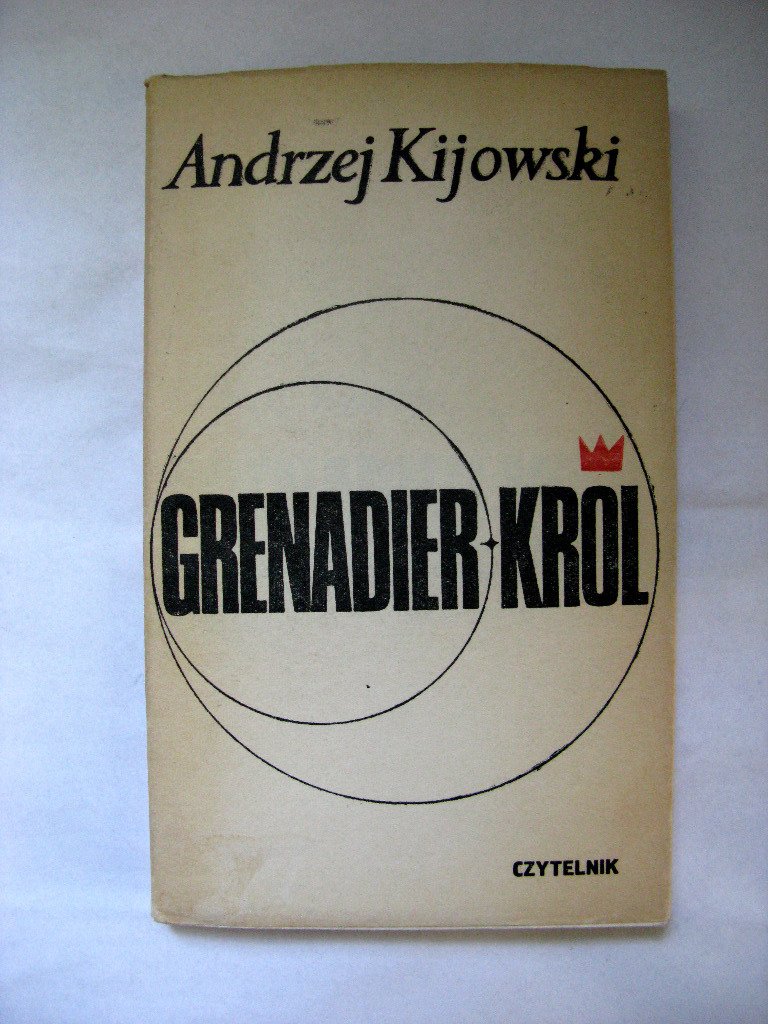 Andrzej Kijowski
GRENADIER KRÓL
CZYTELNIK